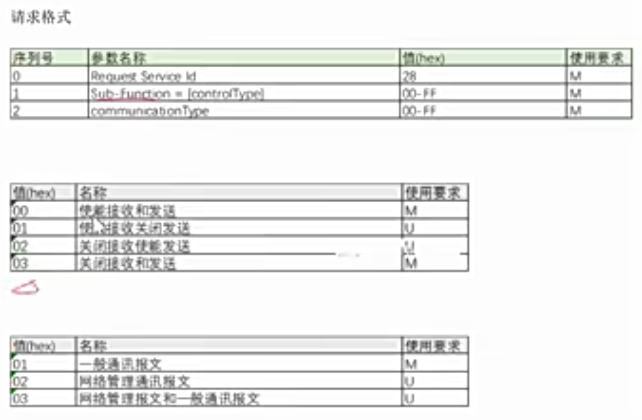 请求格式
序列号 参数名称 值(hex) 使用要求
0 Request Service Id 28 M
1 Sub-Function = [controlType] 00-FF M
2 communicationType 00-FF M
值(hex) 名称 使用要求
00 使能接收和发送 M
01 使能接收关闭发送 U
02 关闭接收使能发送 U
03 关闭接收和发送 M
值(hex) 名称 使用要求
01 一般通讯报文 M
02 网络管理通讯报文 U
03 网络管理报文和一般通讯报文 U